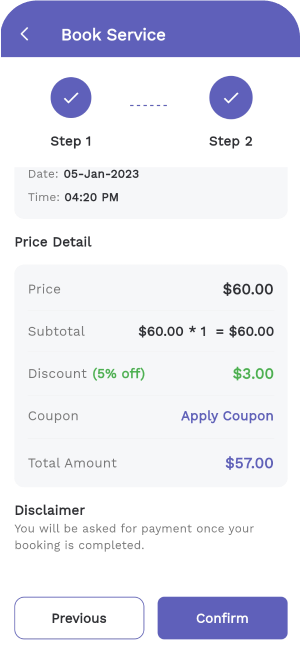 Book Service
Step 1
Step 2
Date: 05-Jan-2023
Time: 04:20 PM
Price Detail
Price $60.00
Subtotal $60.00 * 1 = $60.00
Discount (5% off) $3.00
Coupon Apply Coupon
Total Amount $57.00
Disclaimer
You will be asked for payment once your
booking is completed.
Previous Confirm